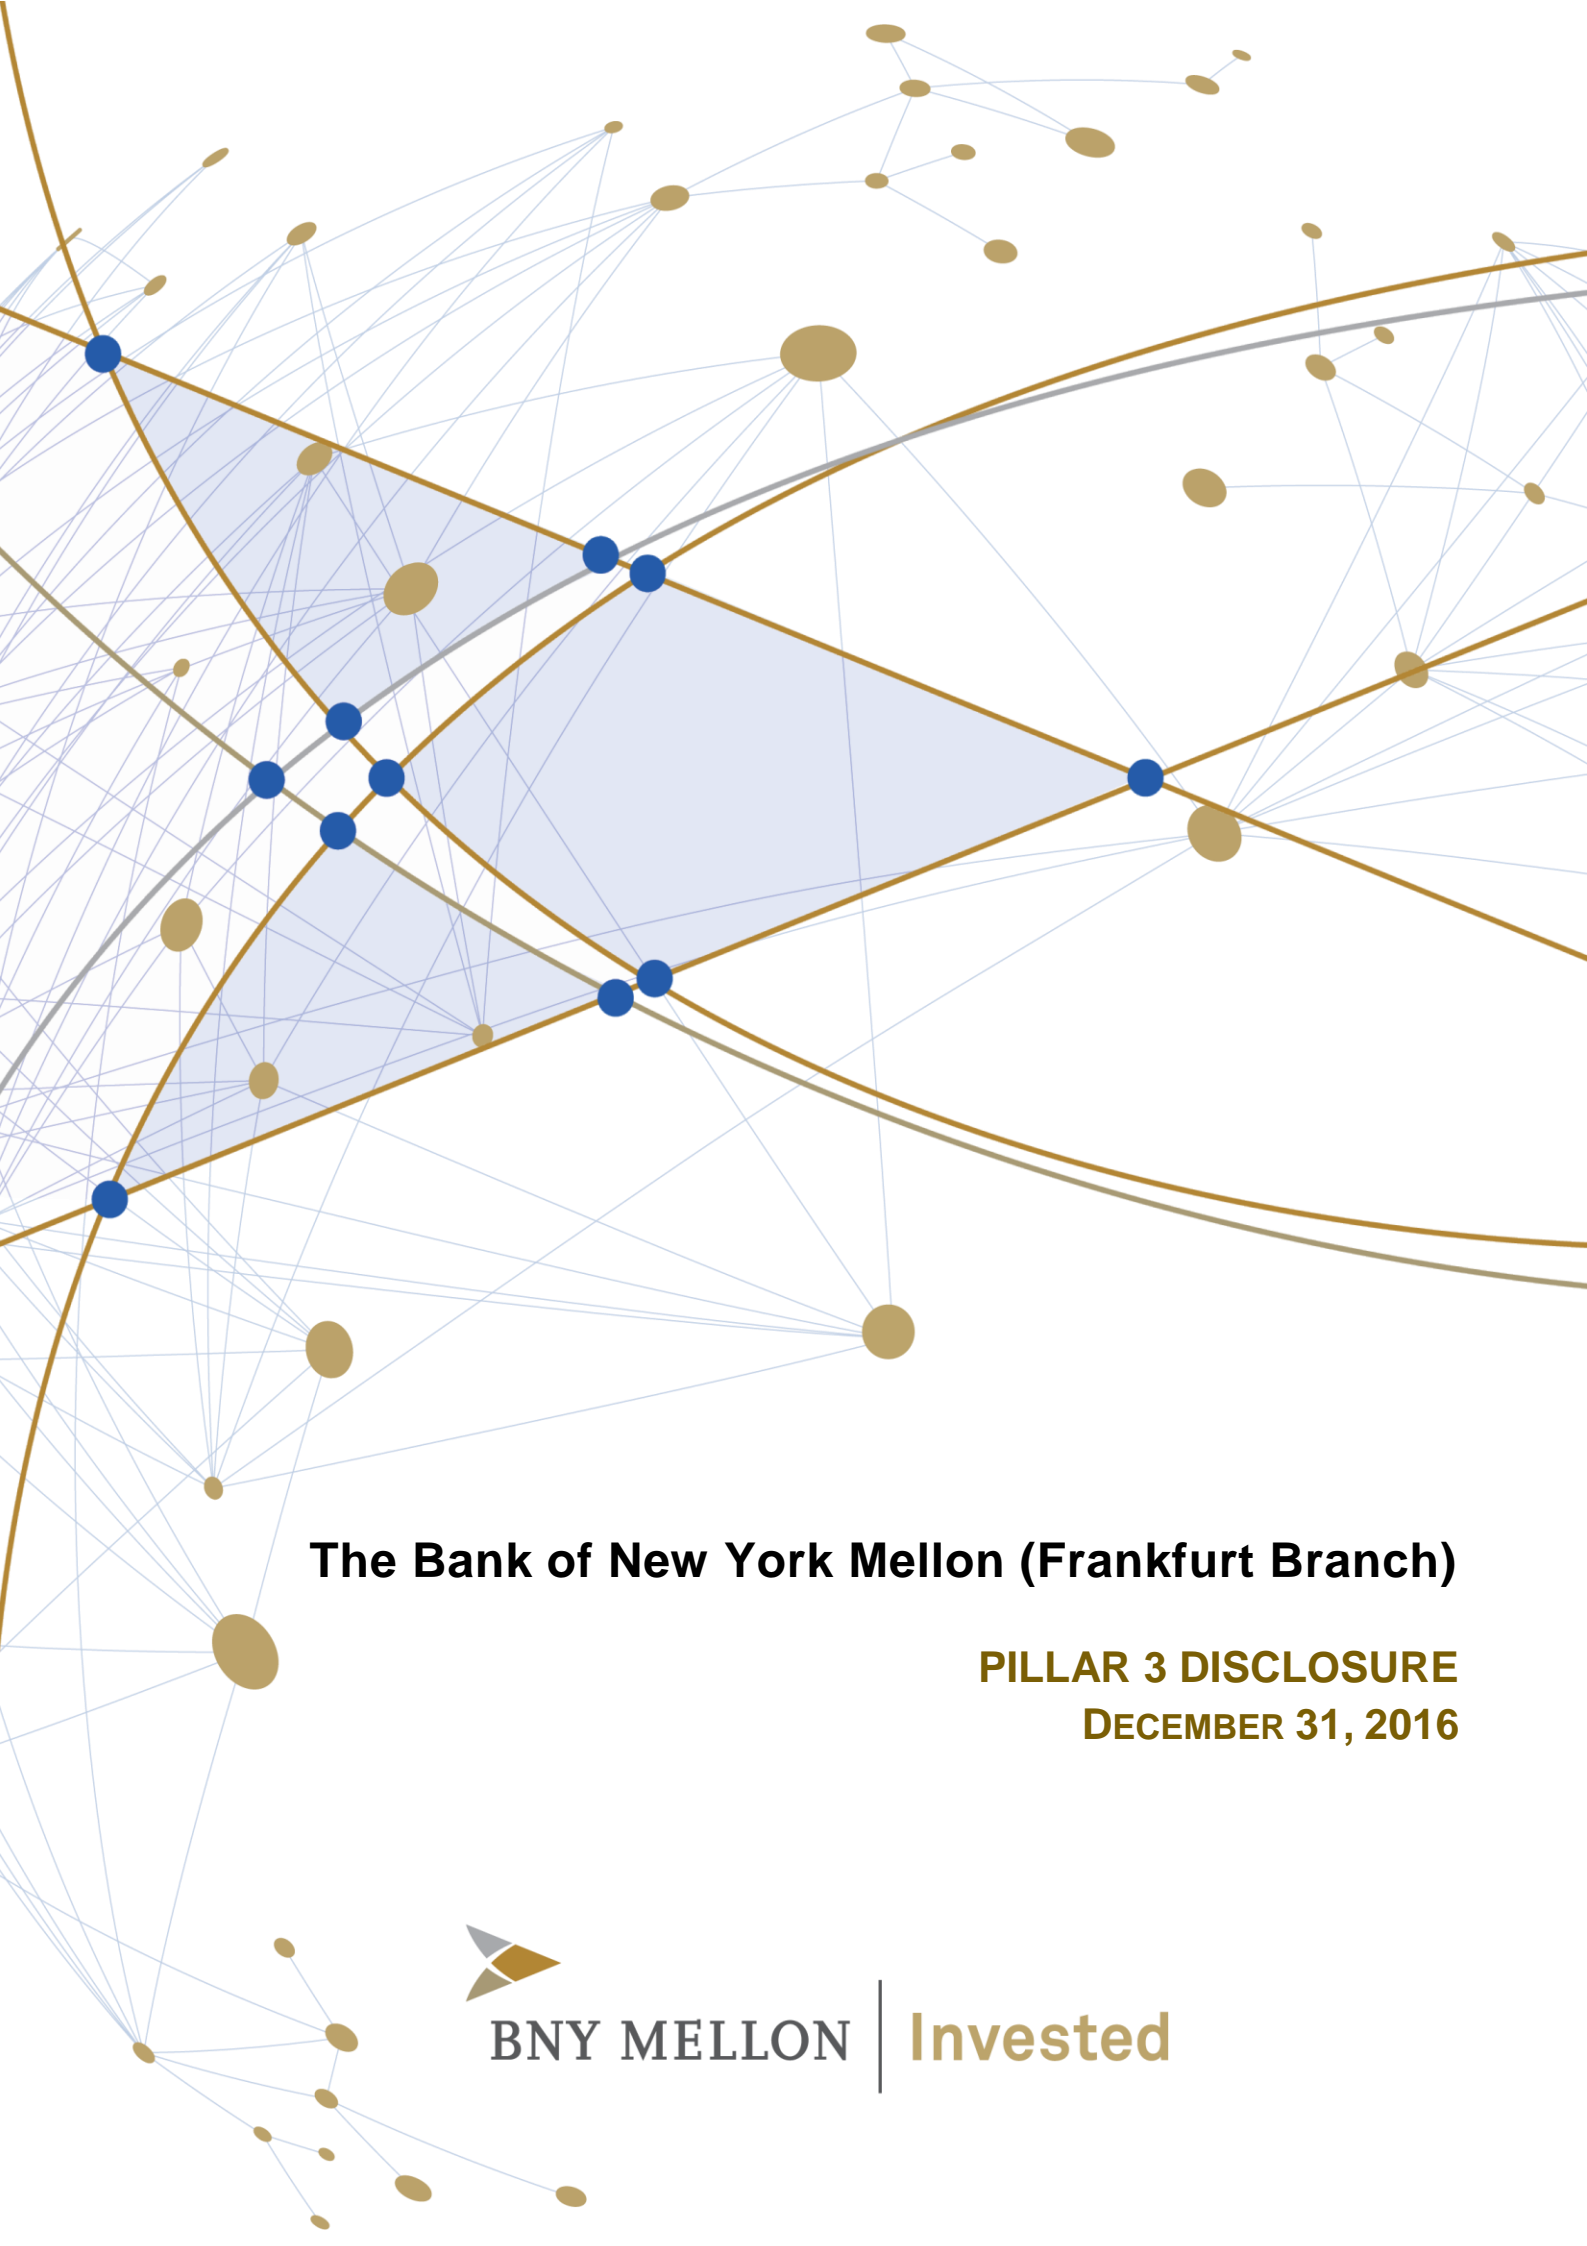 The Bank of New York Mellon (Frankfurt Branch)
PILLAR 3 DISCLOSURE
DECEMBER 31, 2016
BNY MELLON | Invested